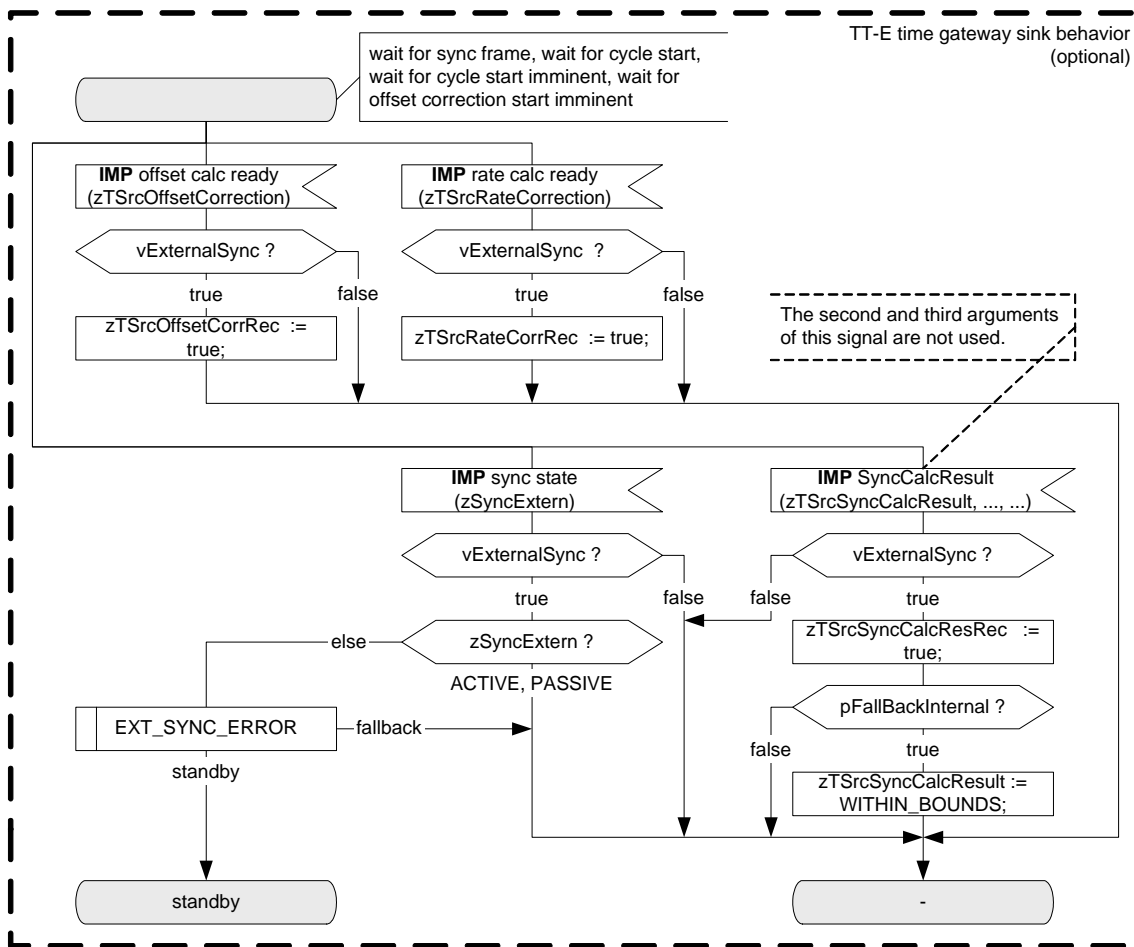 TT-E time gateway sink behavior
(optional)
wait for sync frame, wait for cycle start,
wait for cycle start imminent, wait for
offset correction start imminent
IMP offset calc ready
(zTSrcOffsetCorrection)
IMP rate calc ready
(zTSrcRateCorrection)
vExternalSync ?
vExternalSync ?
true
false
true
false
zTSrcOffsetCorrRec :=
true;
zTSrcRateCorrRec := true;
The second and third arguments
of this signal are not used.
IMP sync state
(zSyncExtern)
IMP SyncCalcResult
(zTSrcSyncCalcResult, ..., ...)
vExternalSync ?
vExternalSync ?
true
false
false
true
else
zSyncExtern ?
zTSrcSyncCalcResRec :=
true;
ACTIVE, PASSIVE
pFallBackInternal ?
EXT_SYNC_ERROR
fallback
false
true
standby
zTSrcSyncCalcResult :=
WITHIN_BOUNDS;
standby
-